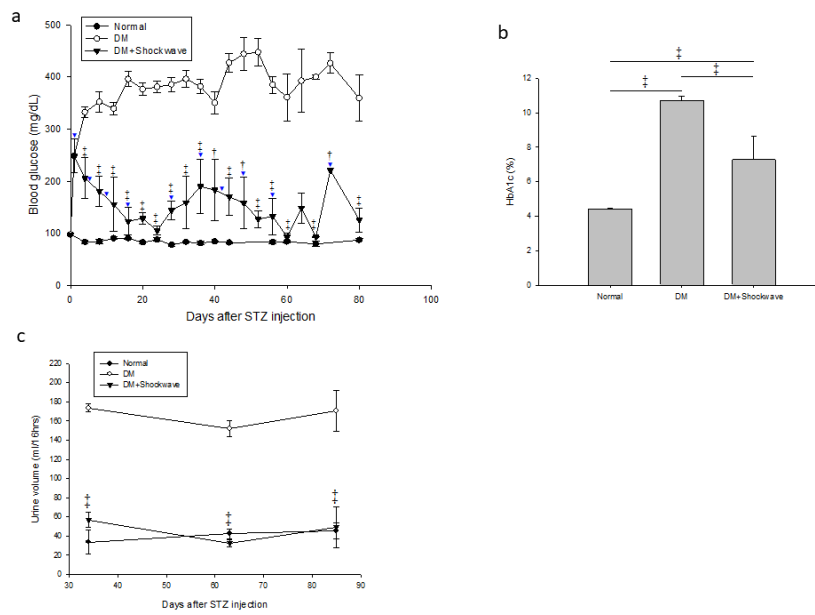 a
Normal
DM
DM+Shockwave
500
400
300
200
100
0
Blood glucose (mg/dL)
‡ ‡ ‡ ‡ ‡ ‡ ‡ ‡ ‡ † ‡ † ‡ ‡ ‡ ‡ † ‡
0 20 40 60 80 100
Days after STZ injection
b
‡
‡
‡
12
10
8
6
4
2
0
HbA1c (%)
Normal DM DM+Shockwave
c
Normal
DM
DM+Shockwave
220
200
180
160
140
120
100
80
60
40
20
0
Urine volume (ml/16hrs)
‡ ‡ ‡
30 40 50 60 70 80 90
Days after STZ injection